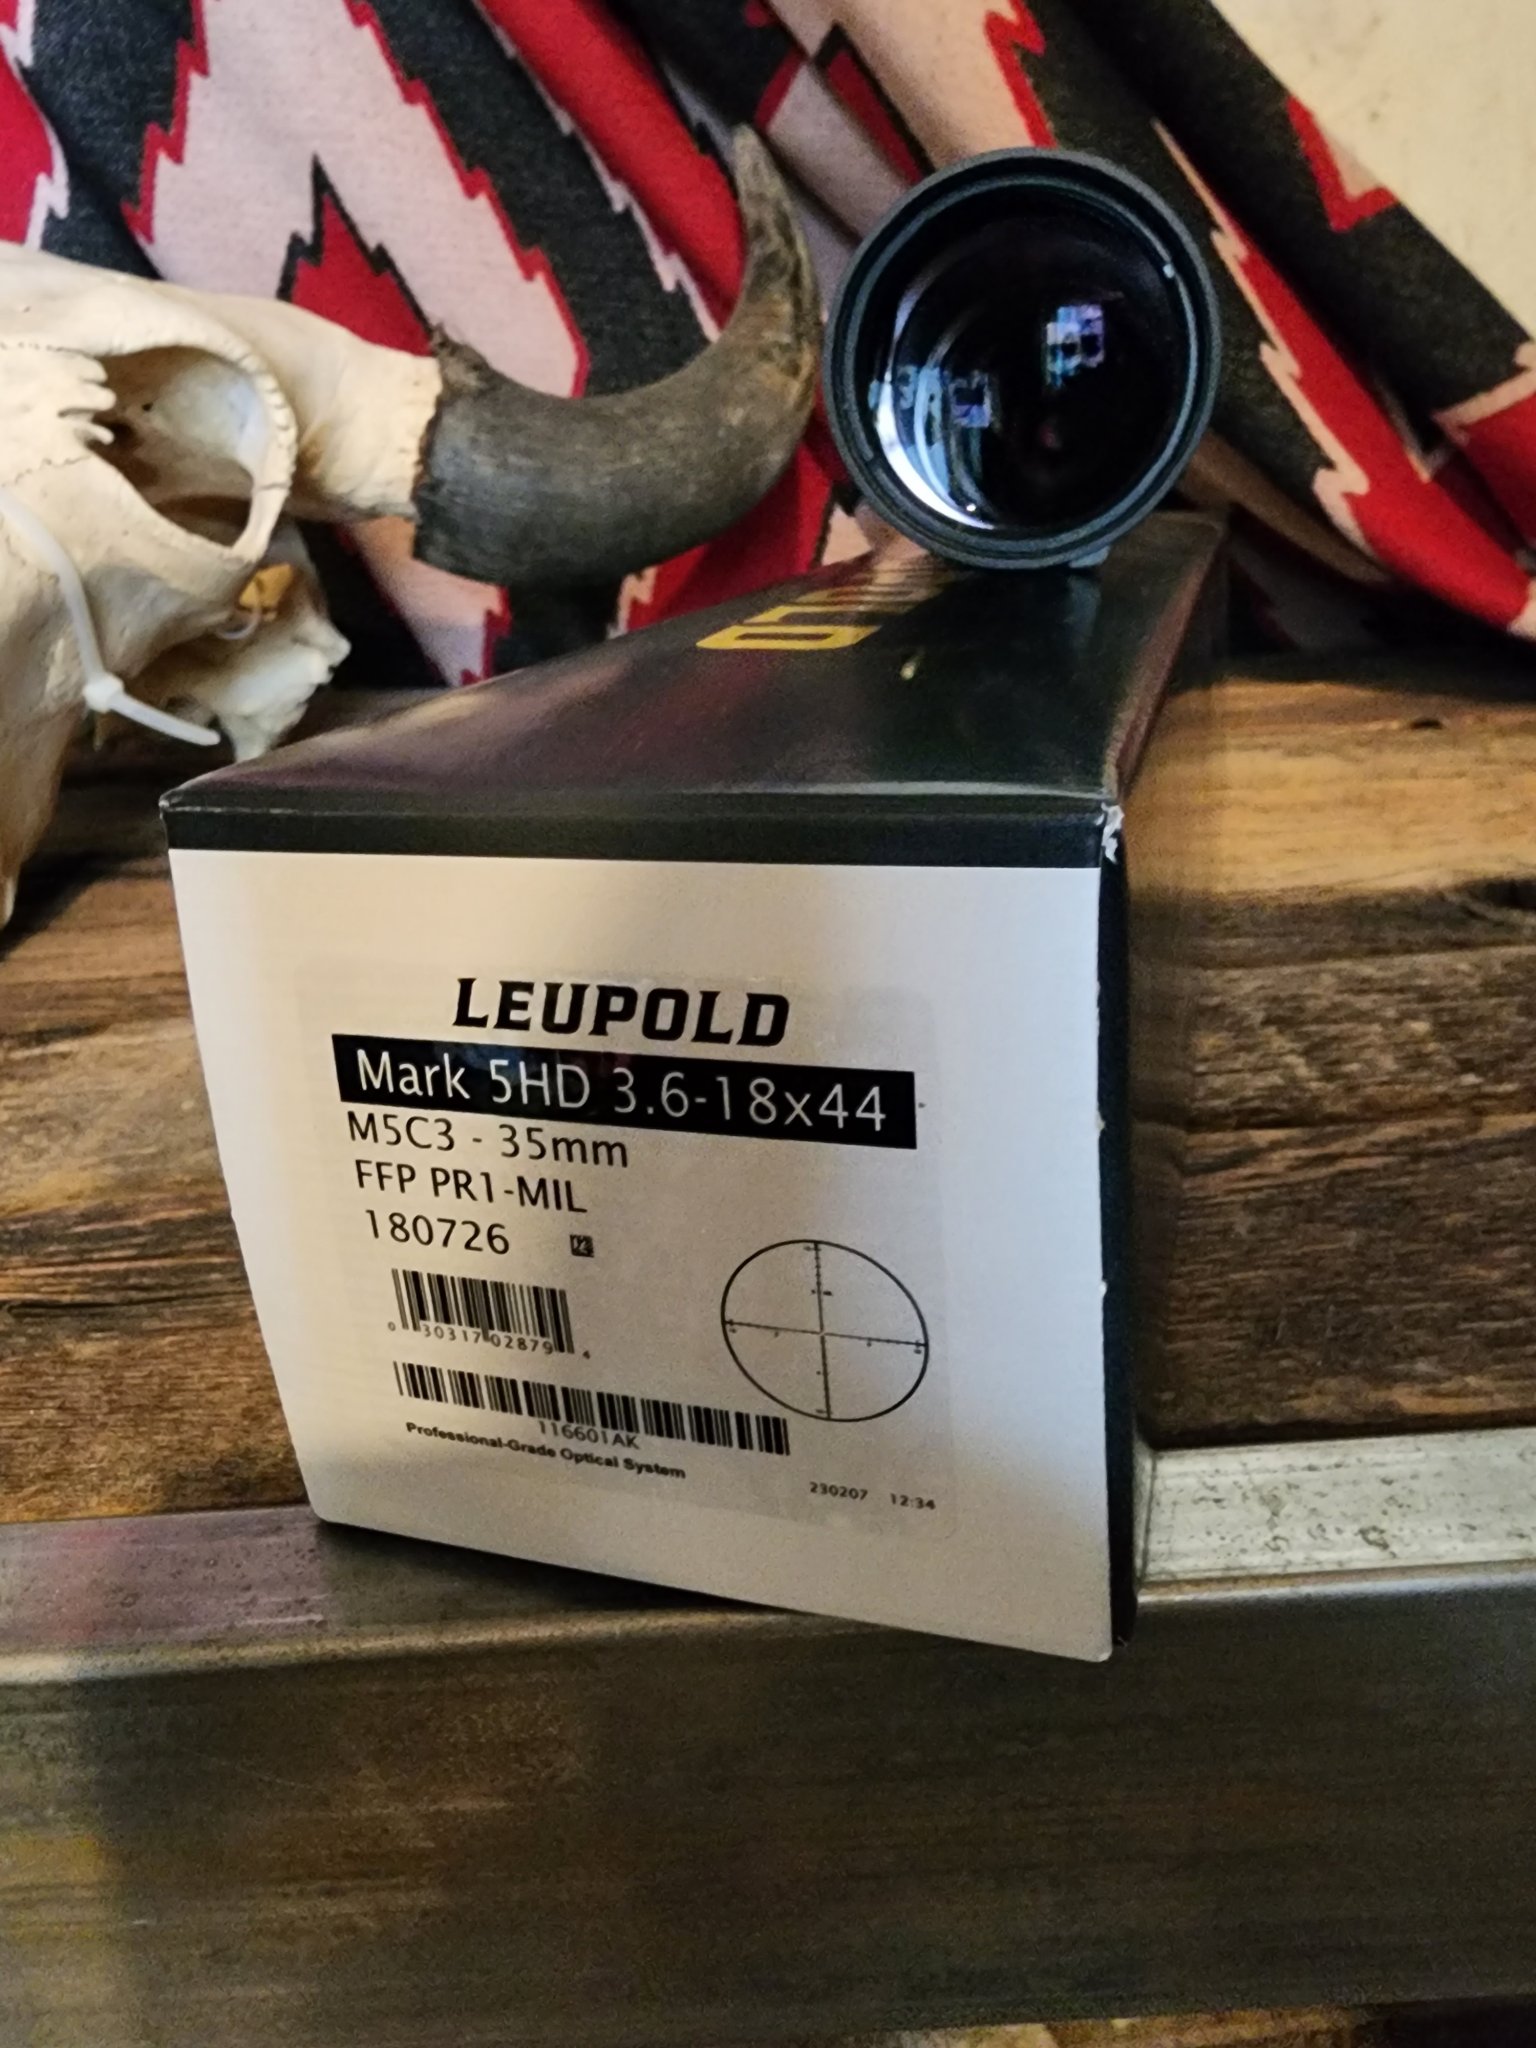 LEUPOLD
Mark 5HD 3.6-18x44
M5C3 - 35mm
FFP PR1-MIL
180726
0 30317 02879 4
116601AK
Professional-Grade Optical System
230207 12:34